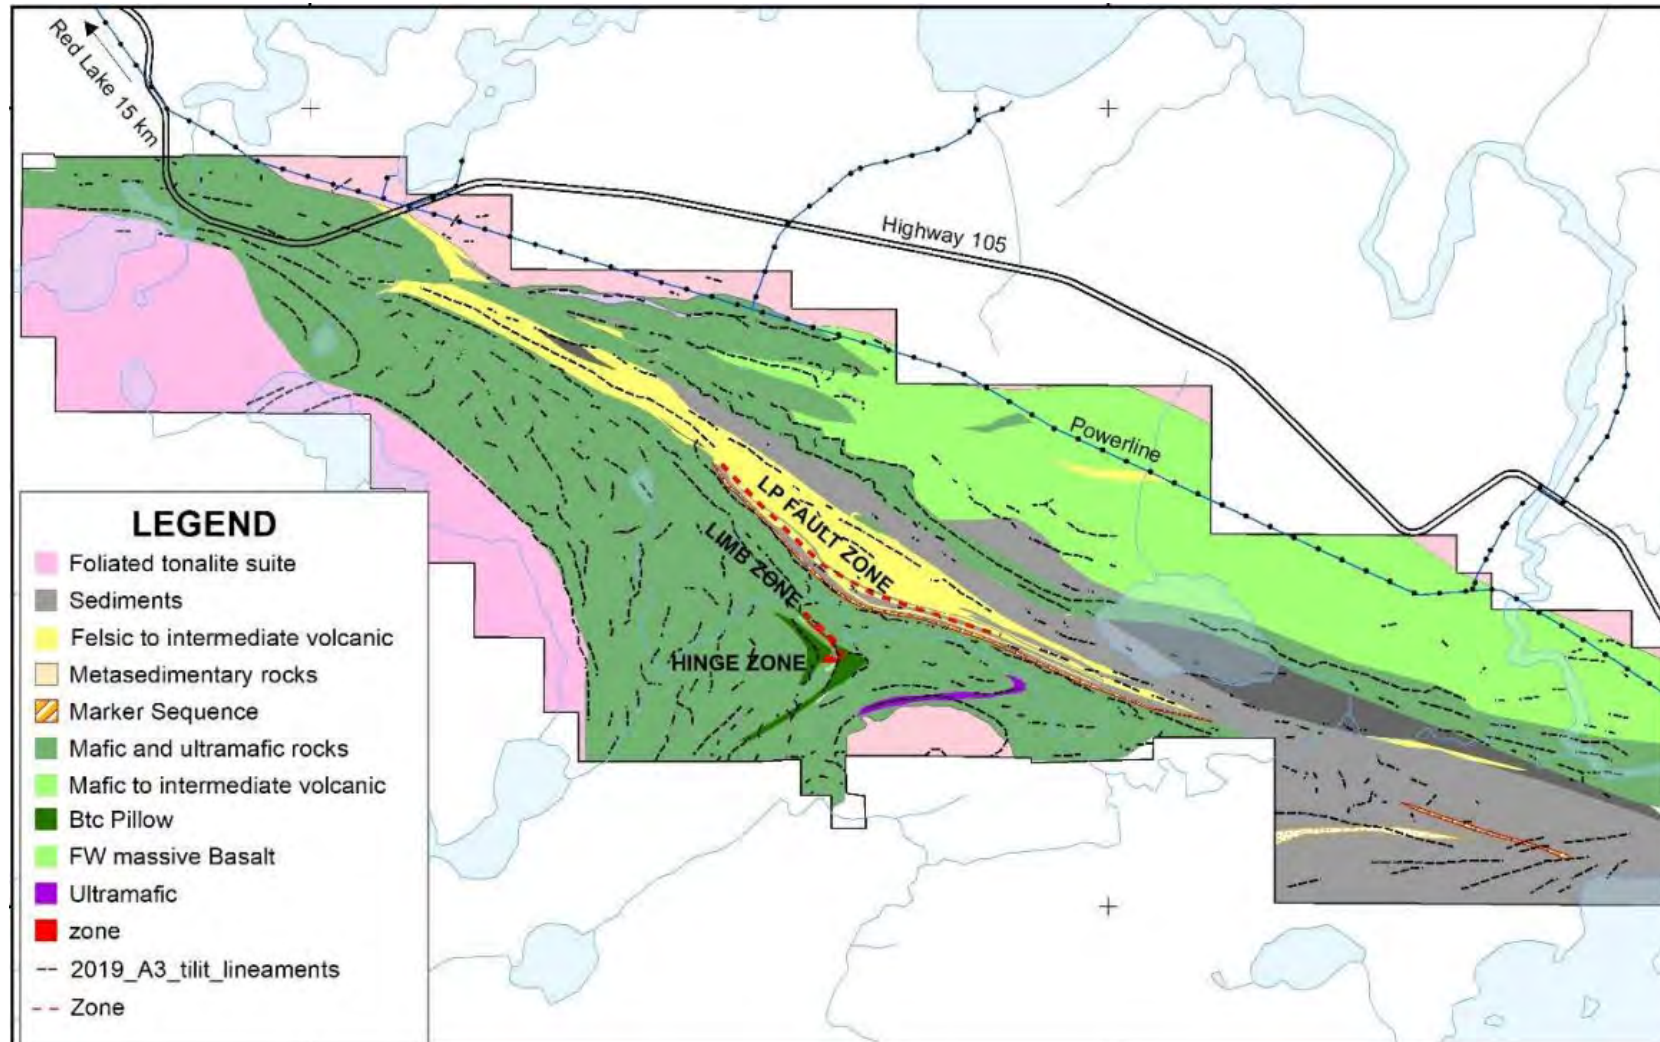 Red Lake 15 km
Highway 105
Powerline
LP FAULT ZONE
LIMB ZONE
HINGE ZONE
LEGEND
Foliated tonalite suite
Sediments
Felsic to intermediate volcanic
Metasedimentary rocks
Marker Sequence
Mafic and ultramafic rocks
Mafic to intermediate volcanic
Btc Pillow
FW massive Basalt
Ultramafic
zone
2019_A3_tilit_lineaments
Zone